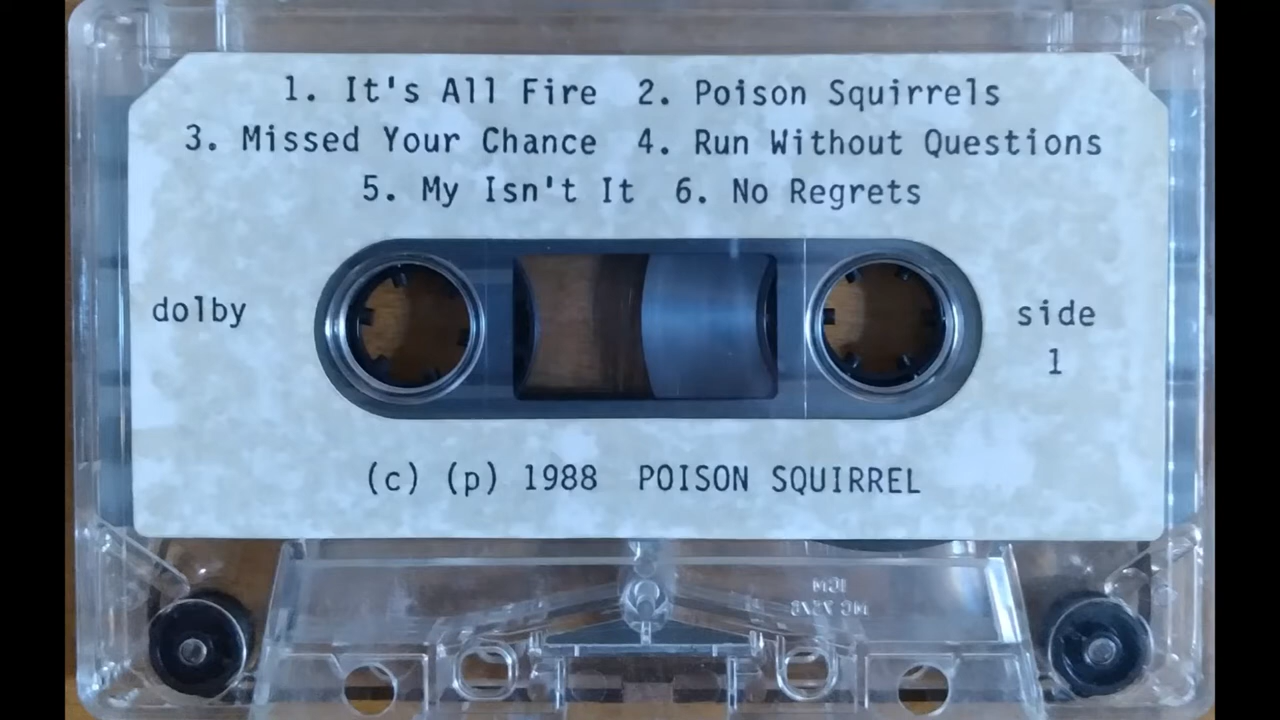 1. It's All Fire 2. Poison Squirrels
3. Missed Your Chance 4. Run Without Questions
5. My Isn't It 6. No Regrets
dolby
side
1
(c) (p) 1988 POISON SQUIRREL